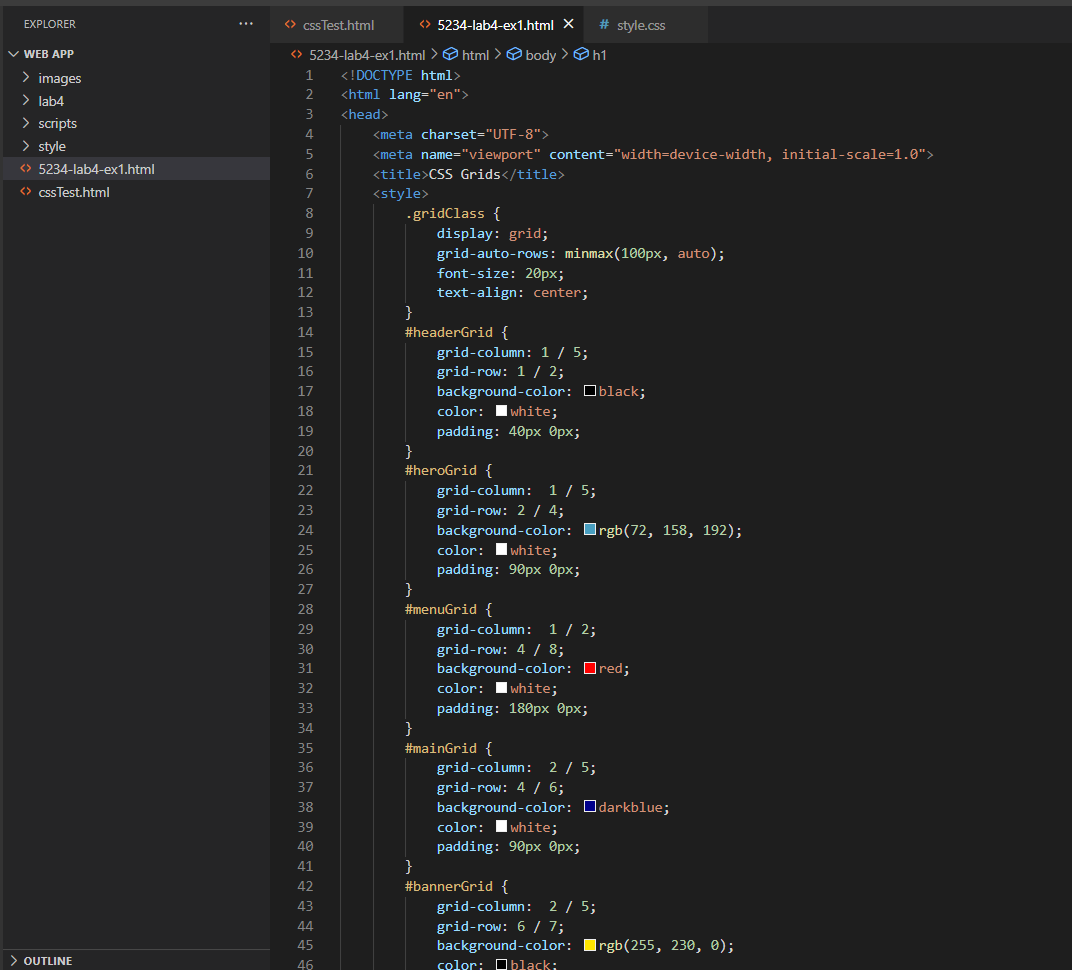 EXPLORER
WEB APP
images
lab4
scripts
style
5234-lab4-ex1.html
cssTest.html
OUTLINE
cssTest.html
5234-lab4-ex1.html
# style.css
5234-lab4-ex1.html > html > body > h1
1 <!DOCTYPE html>
2 <html lang="en">
3 <head>
4 <meta charset="UTF-8">
5 <meta name="viewport" content="width=device-width, initial-scale=1.0">
6 <title>CSS Grids</title>
7 <style>
8 .gridClass {
9 display: grid;
10 grid-auto-rows: minmax(100px, auto);
11 font-size: 20px;
12 text-align: center;
13 }
14 #headerGrid {
15 grid-column: 1 / 5;
16 grid-row: 1 / 2;
17 background-color: black;
18 color: white;
19 padding: 40px 0px;
20 }
21 #heroGrid {
22 grid-column:  1 / 5;
23 grid-row: 2 / 4;
24 background-color: rgb(72, 158, 192);
25 color: white;
26 padding: 90px 0px;
27 }
28 #menuGrid {
29 grid-column:  1 / 2;
30 grid-row: 4 / 8;
31 background-color: red;
32 color: white;
33 padding: 180px 0px;
34 }
35 #mainGrid {
36 grid-column:  2 / 5;
37 grid-row: 4 / 6;
38 background-color: darkblue;
39 color: white;
40 padding: 90px 0px;
41 }
42 #bannerGrid {
43 grid-column:  2 / 5;
44 grid-row: 6 / 7;
45 background-color: rgb(255, 230, 0);
46 color: black;